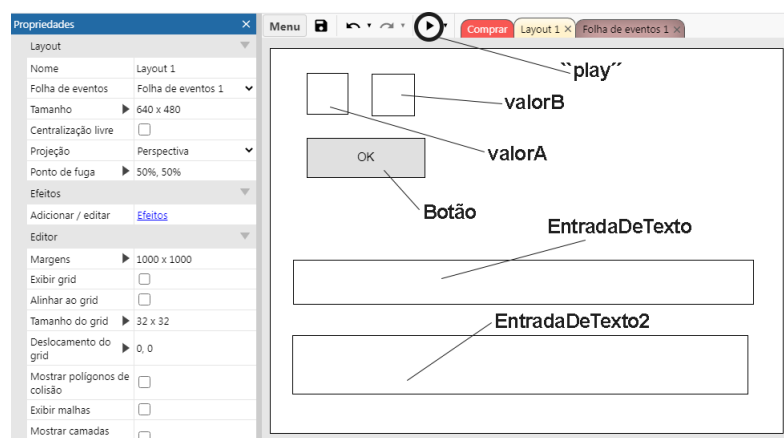 Propriedades ×
Menu
Comprar
Layout 1 ×
Folha de eventos 1 ×
Layout
Nome Layout 1
Folha de eventos Folha de eventos 1
Tamanho 640 x 480
Centralização livre
Projeção Perspectiva
Ponto de fuga 50%, 50%
Efeitos
Adicionar / editar Efeitos
Editor
Margens 1000 x 1000
Exibir grid
Alinhar ao grid
Tamanho do grid 32 x 32
Deslocamento do
grid 0, 0
Mostrar polígonos de
colisão
Exibir malhas
Mostrar camadas
``play´´
valorB
valorA
OK
Botão
EntradaDeTexto
EntradaDeTexto2